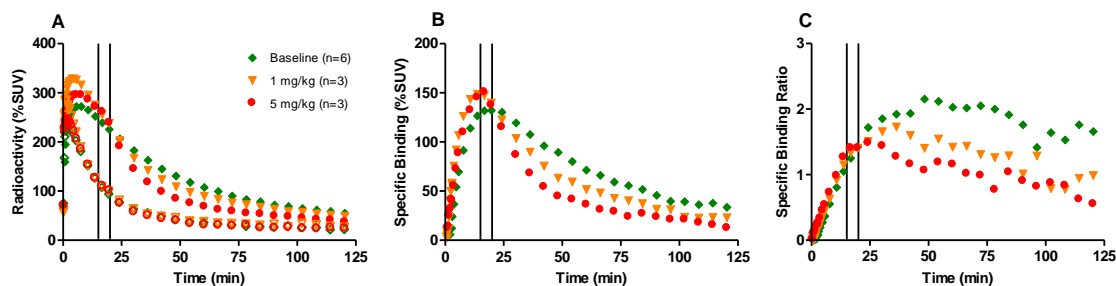 A
Radioactivity (%SUV)
400
300
200
100
0
0 25 50 75 100 125
Time (min)
Baseline (n=6)
1 mg/kg (n=3)
5 mg/kg (n=3)
B
Specific Binding (%SUV)
200
150
100
50
0
0 25 50 75 100 125
Time (min)
C
Specific Binding Ratio
3
2
1
0
0 25 50 75 100 125
Time (min)